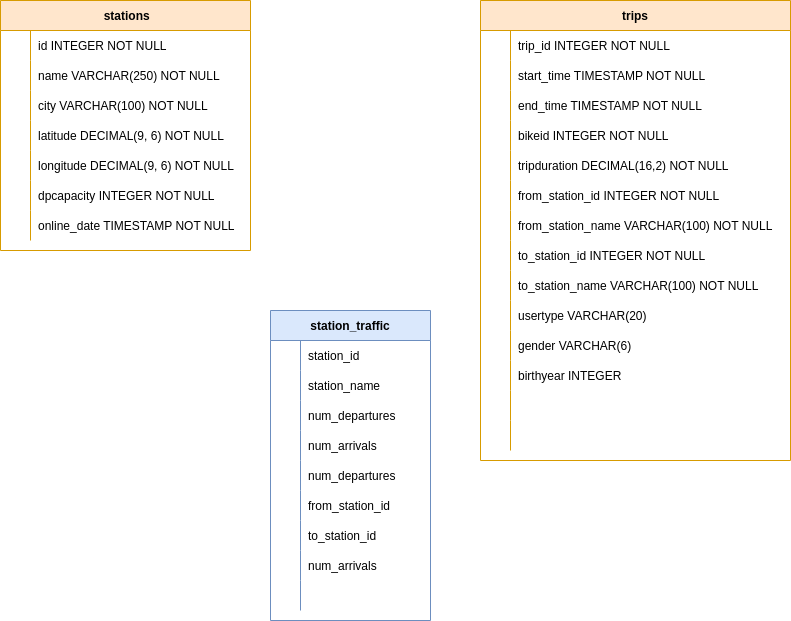 stations
id INTEGER NOT NULL
name VARCHAR(250) NOT NULL
city VARCHAR(100) NOT NULL
latitude DECIMAL(9, 6) NOT NULL
longitude DECIMAL(9, 6) NOT NULL
dpcapacity INTEGER NOT NULL
online_date TIMESTAMP NOT NULL
trips
trip_id INTEGER NOT NULL
start_time TIMESTAMP NOT NULL
end_time TIMESTAMP NOT NULL
bikeid INTEGER NOT NULL
tripduration DECIMAL(16,2) NOT NULL
from_station_id INTEGER NOT NULL
from_station_name VARCHAR(100) NOT NULL
to_station_id INTEGER NOT NULL
to_station_name VARCHAR(100) NOT NULL
usertype VARCHAR(20)
gender VARCHAR(6)
birthyear INTEGER
station_traffic
station_id
station_name
num_departures
num_arrivals
num_departures
from_station_id
to_station_id
num_arrivals